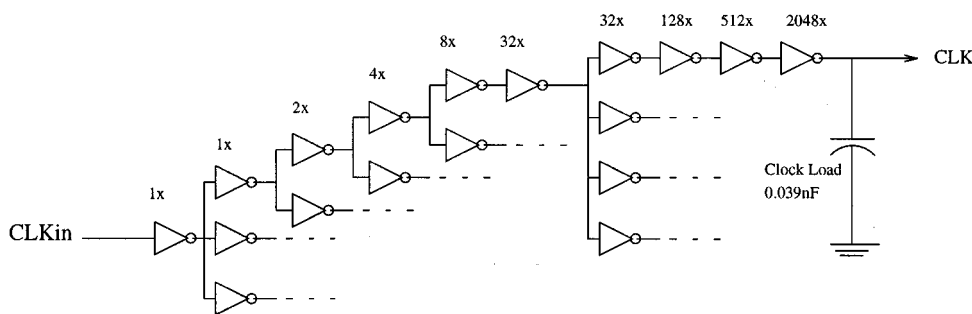 32x 128x 512x 2048x
8x 32x
CLK
4x
2x
1x
1x
Clock Load
0.039nF
CLKin